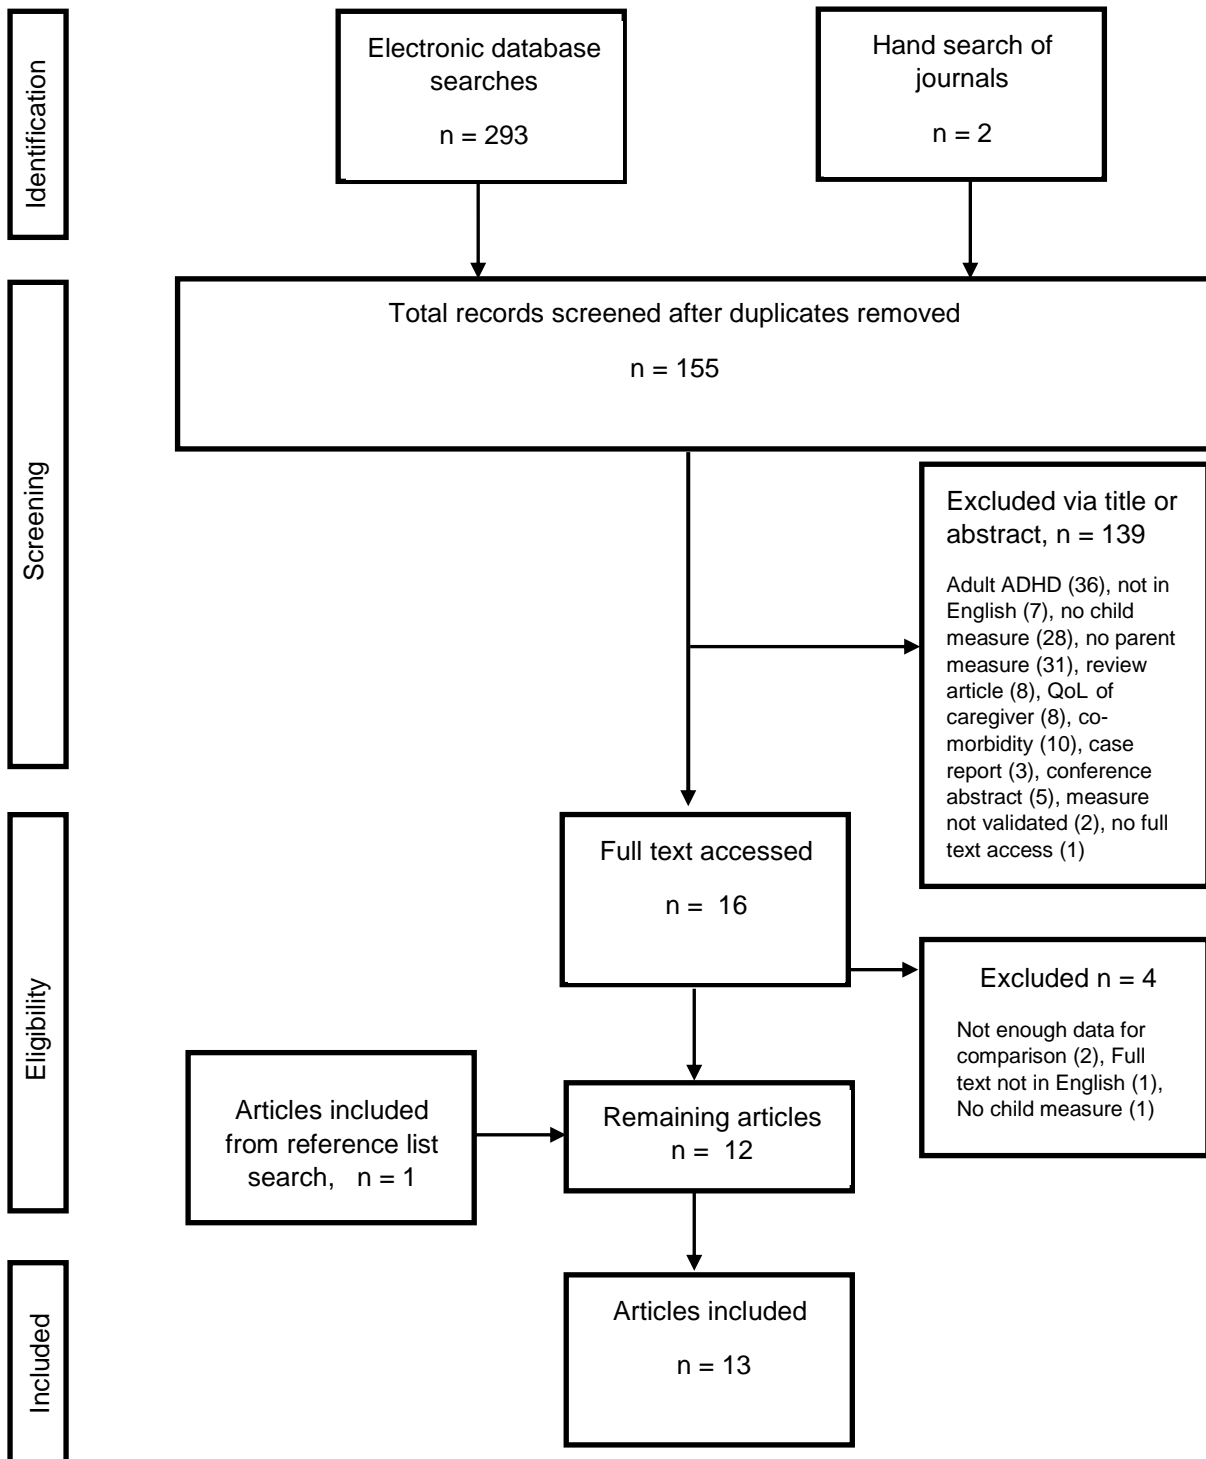 Identification
Electronic database
searches
n = 293
Hand search of
journals
n = 2
Screening
Total records screened after duplicates removed
n = 155
Excluded via title or
abstract, n = 139
Adult ADHD (36), not in
English (7), no child
measure (28), no parent
measure (31), review
article (8), QoL of
caregiver (8), co-
morbidity (10), case
report (3), conference
abstract (5), measure
not validated (2), no full
text access (1)
Eligibility
Full text accessed
n = 16
Excluded n = 4
Not enough data for
comparison (2), Full
text not in English (1),
No child measure (1)
Articles included
from reference list
search, n = 1
Remaining articles
n = 12
Included
Articles included
n = 13